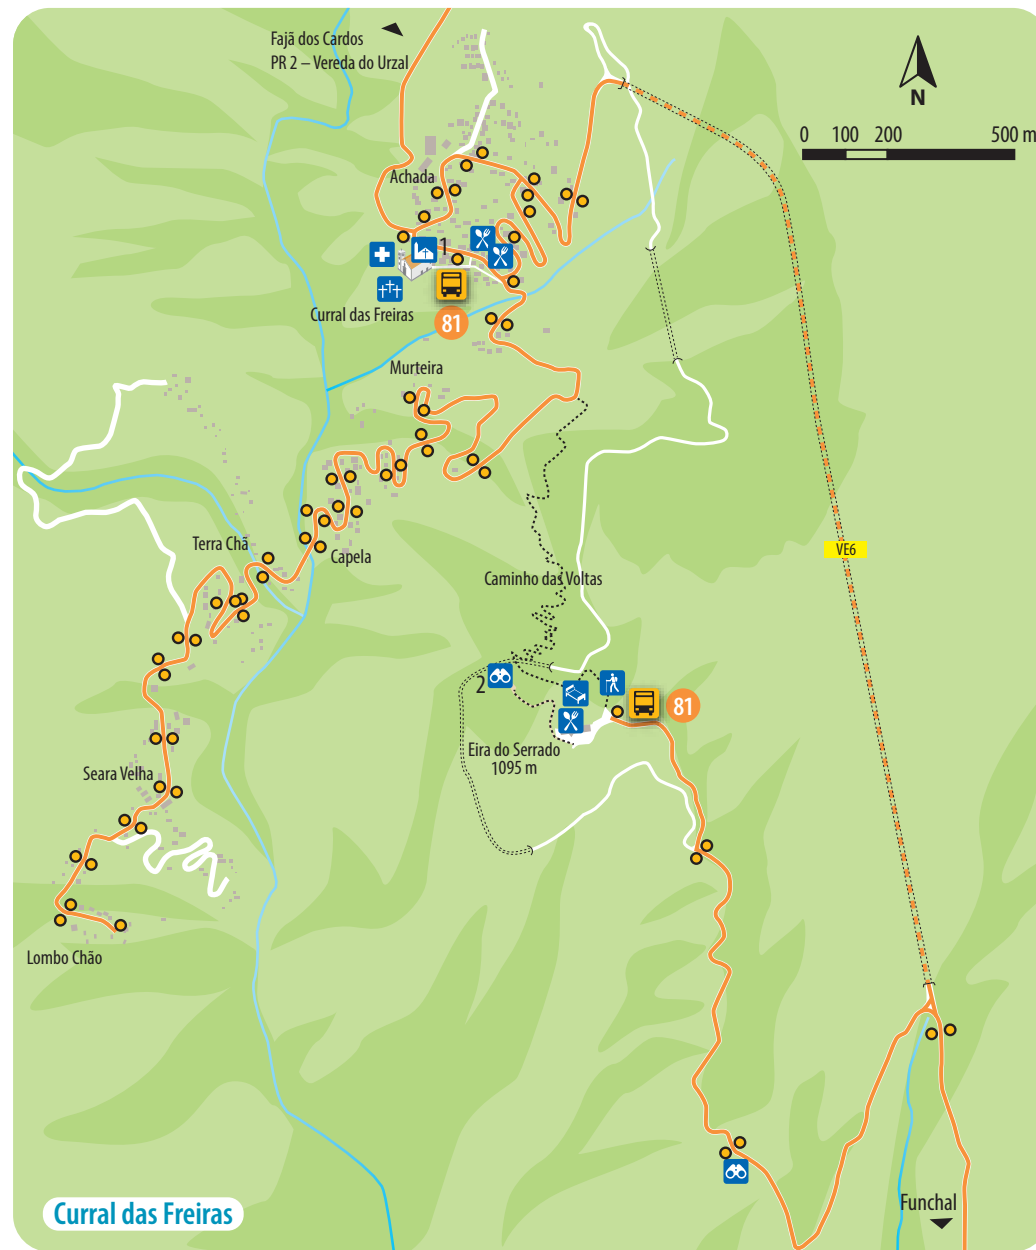 Fajã dos Cardos
PR 2 – Vereda do Urzal
N
0 100 200 500 m
Achada
1
Curral das Freiras
81
Murteira
VE6
Terra Chã
Capela
Caminho das Voltas
2
81
Eira do Serrado
1095 m
Seara Velha
Lombo Chão
Funchal
Curral das Freiras